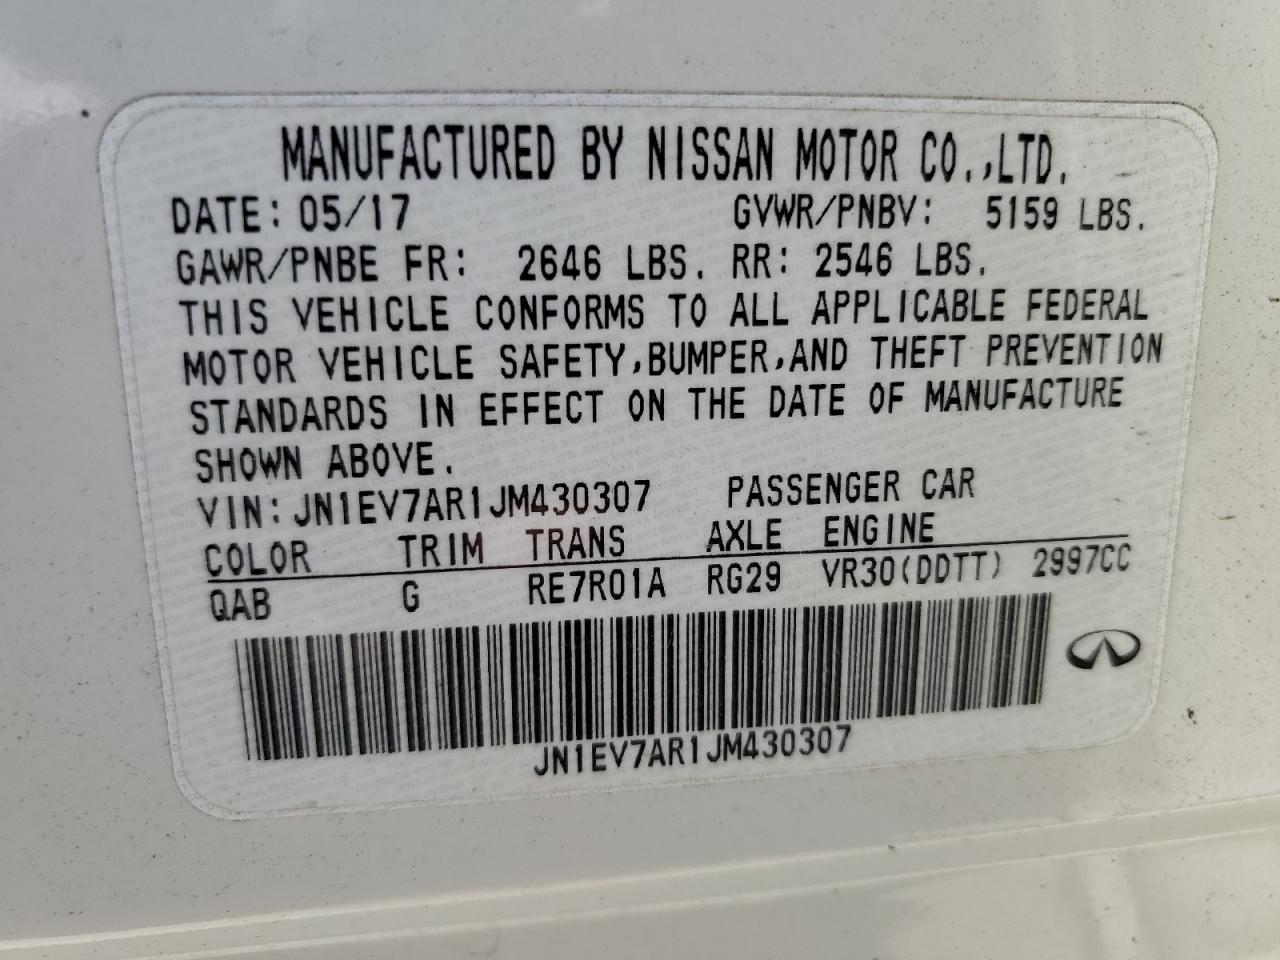 MANUFACTURED BY NISSAN MOTOR CO.,LTD.
DATE: 05/17 GVWR/PNBV: 5159 LBS.
GAWR/PNBE FR: 2646 LBS. RR: 2546 LBS.
THIS VEHICLE CONFORMS TO ALL APPLICABLE FEDERAL
MOTOR VEHICLE SAFETY,BUMPER,AND THEFT PREVENTION
STANDARDS IN EFFECT ON THE DATE OF MANUFACTURE
SHOWN ABOVE.
VIN:JN1EV7AR1JM430307 PASSENGER CAR
COLOR TRIM TRANS AXLE ENGINE
QAB G RE7R01A RG29 VR30(DDTT) 2997CC
JN1EV7AR1JM430307